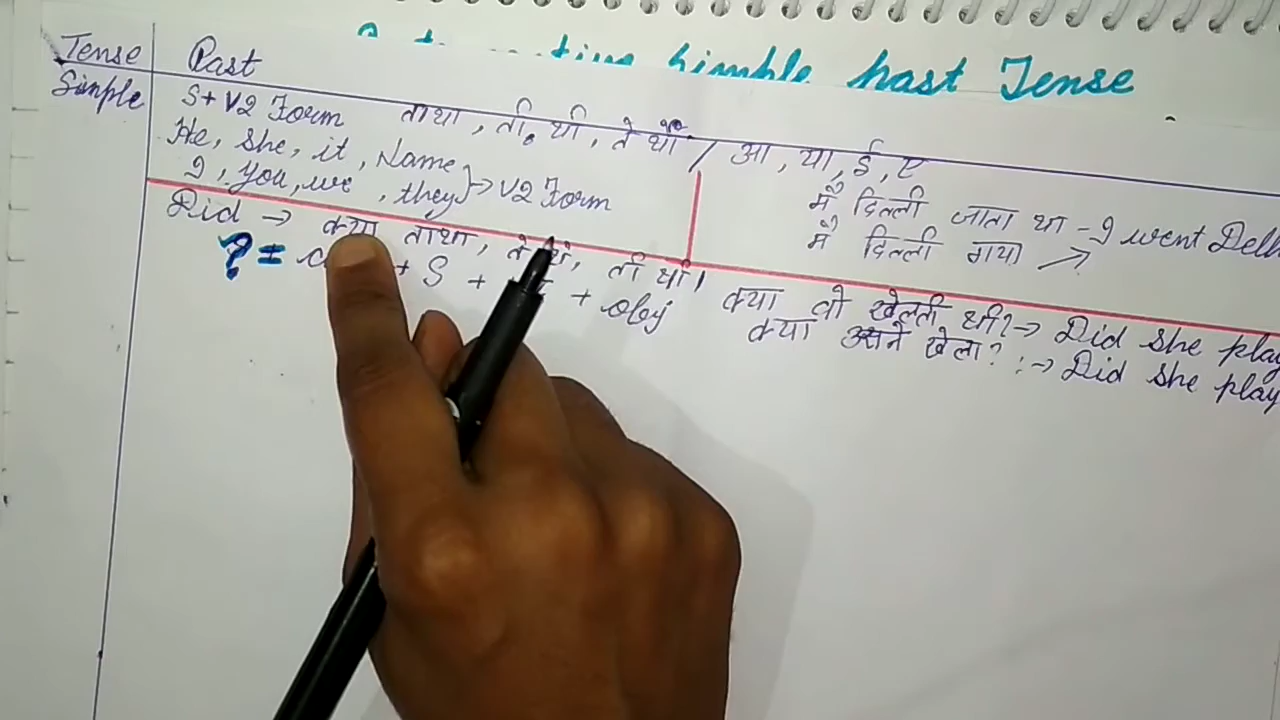 simple past Tense
Tense Past
Simple S+ V2 Form ता था, ती थी, ते थे / आ, या, ई, ए
He, she, it, Name
I, you, we, they → V2 Form
मैं दिल्ली जाता था - I went Delh
मैं दिल्ली गया
Did → क्या ता था, ते थे, ती थी।
? = + S + + obj
क्या वो खेलती थी? → Did she play
क्या उसने खेला? :→ Did she play